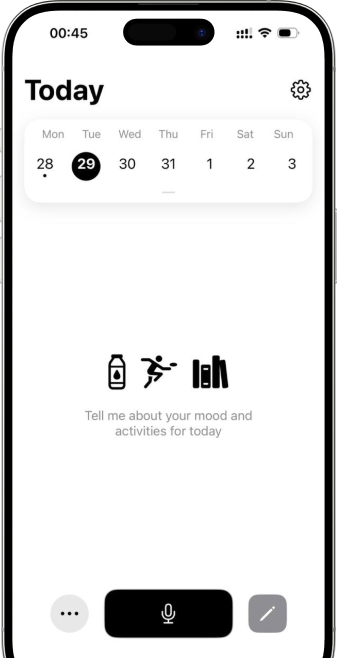 00:45
Today
Mon Tue Wed Thu Fri Sat Sun
28 29 30 31 1 2 3
Tell me about your mood and
activities for today